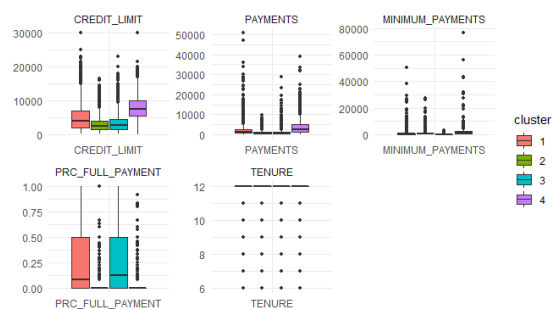 CREDIT_LIMIT
PAYMENTS
MINIMUM_PAYMENTS
30000
20000
10000
0
CREDIT_LIMIT
50000
40000
30000
20000
10000
0
PAYMENTS
80000
60000
40000
20000
0
MINIMUM_PAYMENTS
PRC_FULL_PAYMENT
TENURE
1.00
0.75
0.50
0.25
0.00
PRC_FULL_PAYMENT
12
10
8
6
TENURE
cluster
1
2
3
4